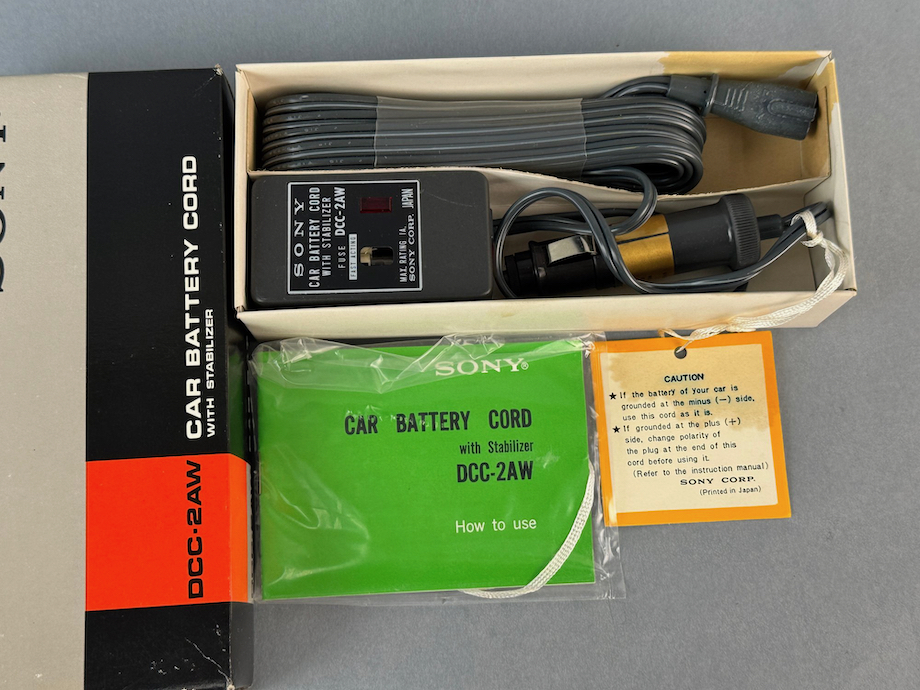 SONY
CAR BATTERY CORD
WITH STABILIZER
DCC-2AW
SONY
CAR BATTERY CORD
WITH STABILIZER
FUSE DCC-2AW
FAST ACTING
MAX. RATING 1A.
SONY CORP. JAPAN
SONY®
CAR BATTERY CORD
with Stabilizer
DCC-2AW
How to use
CAUTION
★ If the battery of your car is
grounded at the minus (−) side,
use this cord as it is.
★ If grounded at the plus (+)
side, change polarity of
the plug at the end of this
cord before using it.
(Refer to the instruction manual)
SONY CORP.
(Printed in Japan)